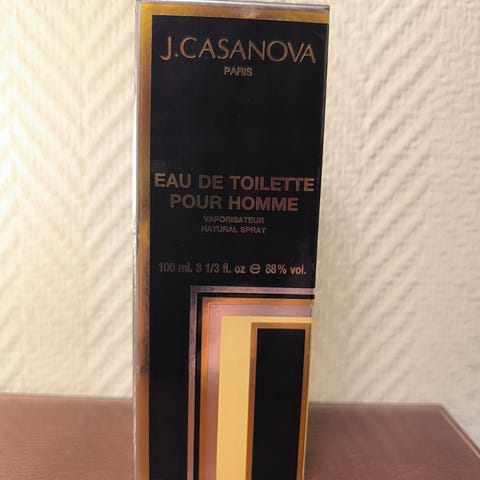 J.CASANOVA
PARIS
EAU DE TOILETTE
POUR HOMME
VAPORISATEUR
NATURAL SPRAY
100 ml. 3 1/3 fl. oz ℮ 88% vol.